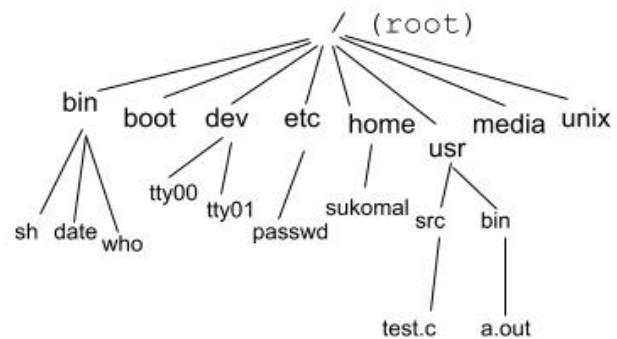 / (root)
bin boot dev etc home usr media unix
tty00 tty01 sukomal
sh date who passwd src bin
test.c a.out